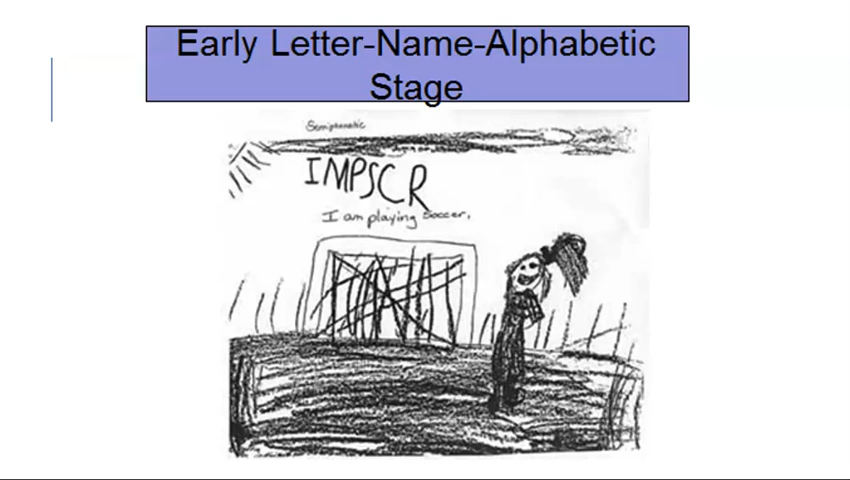 Early Letter-Name-Alphabetic
Stage
Semiphonetic
IMPSCR
I am playing Soccer.